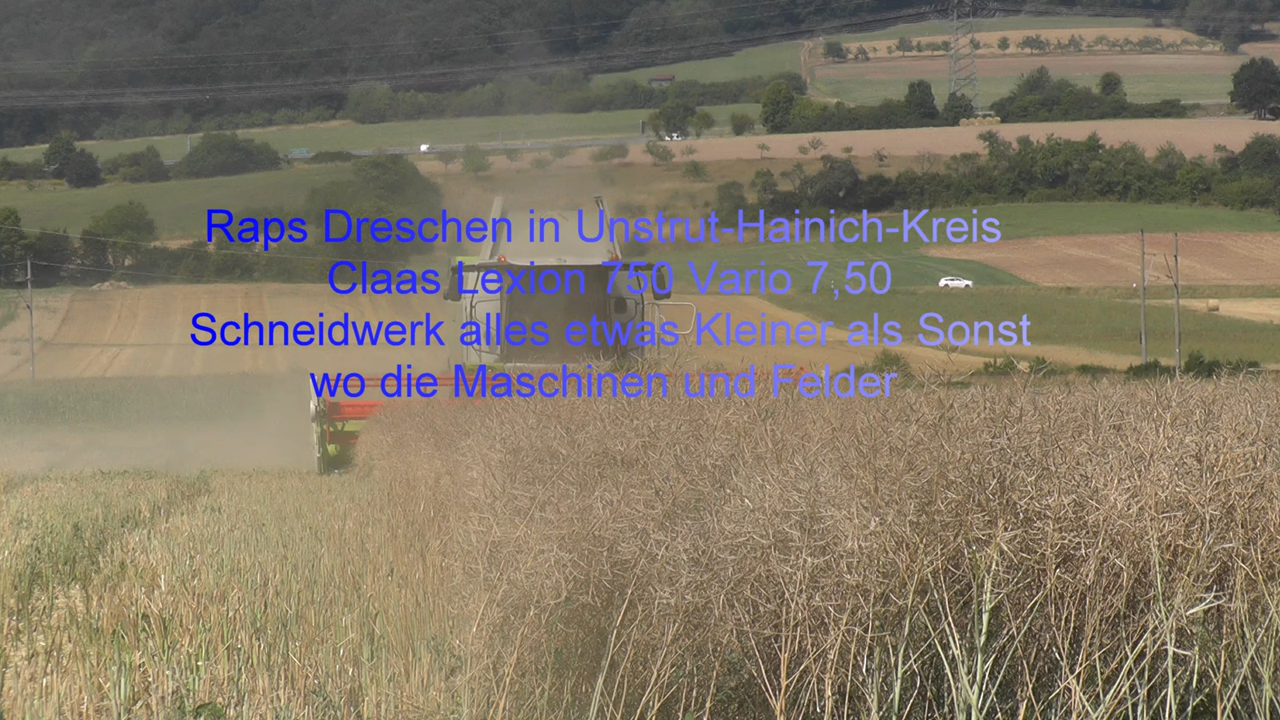 Raps Dreschen in Unstrut-Hainich-Kreis
Claas Lexion 750 Vario 7,50
Schneidwerk alles etwas Kleiner als Sonst
wo die Maschinen und Felder